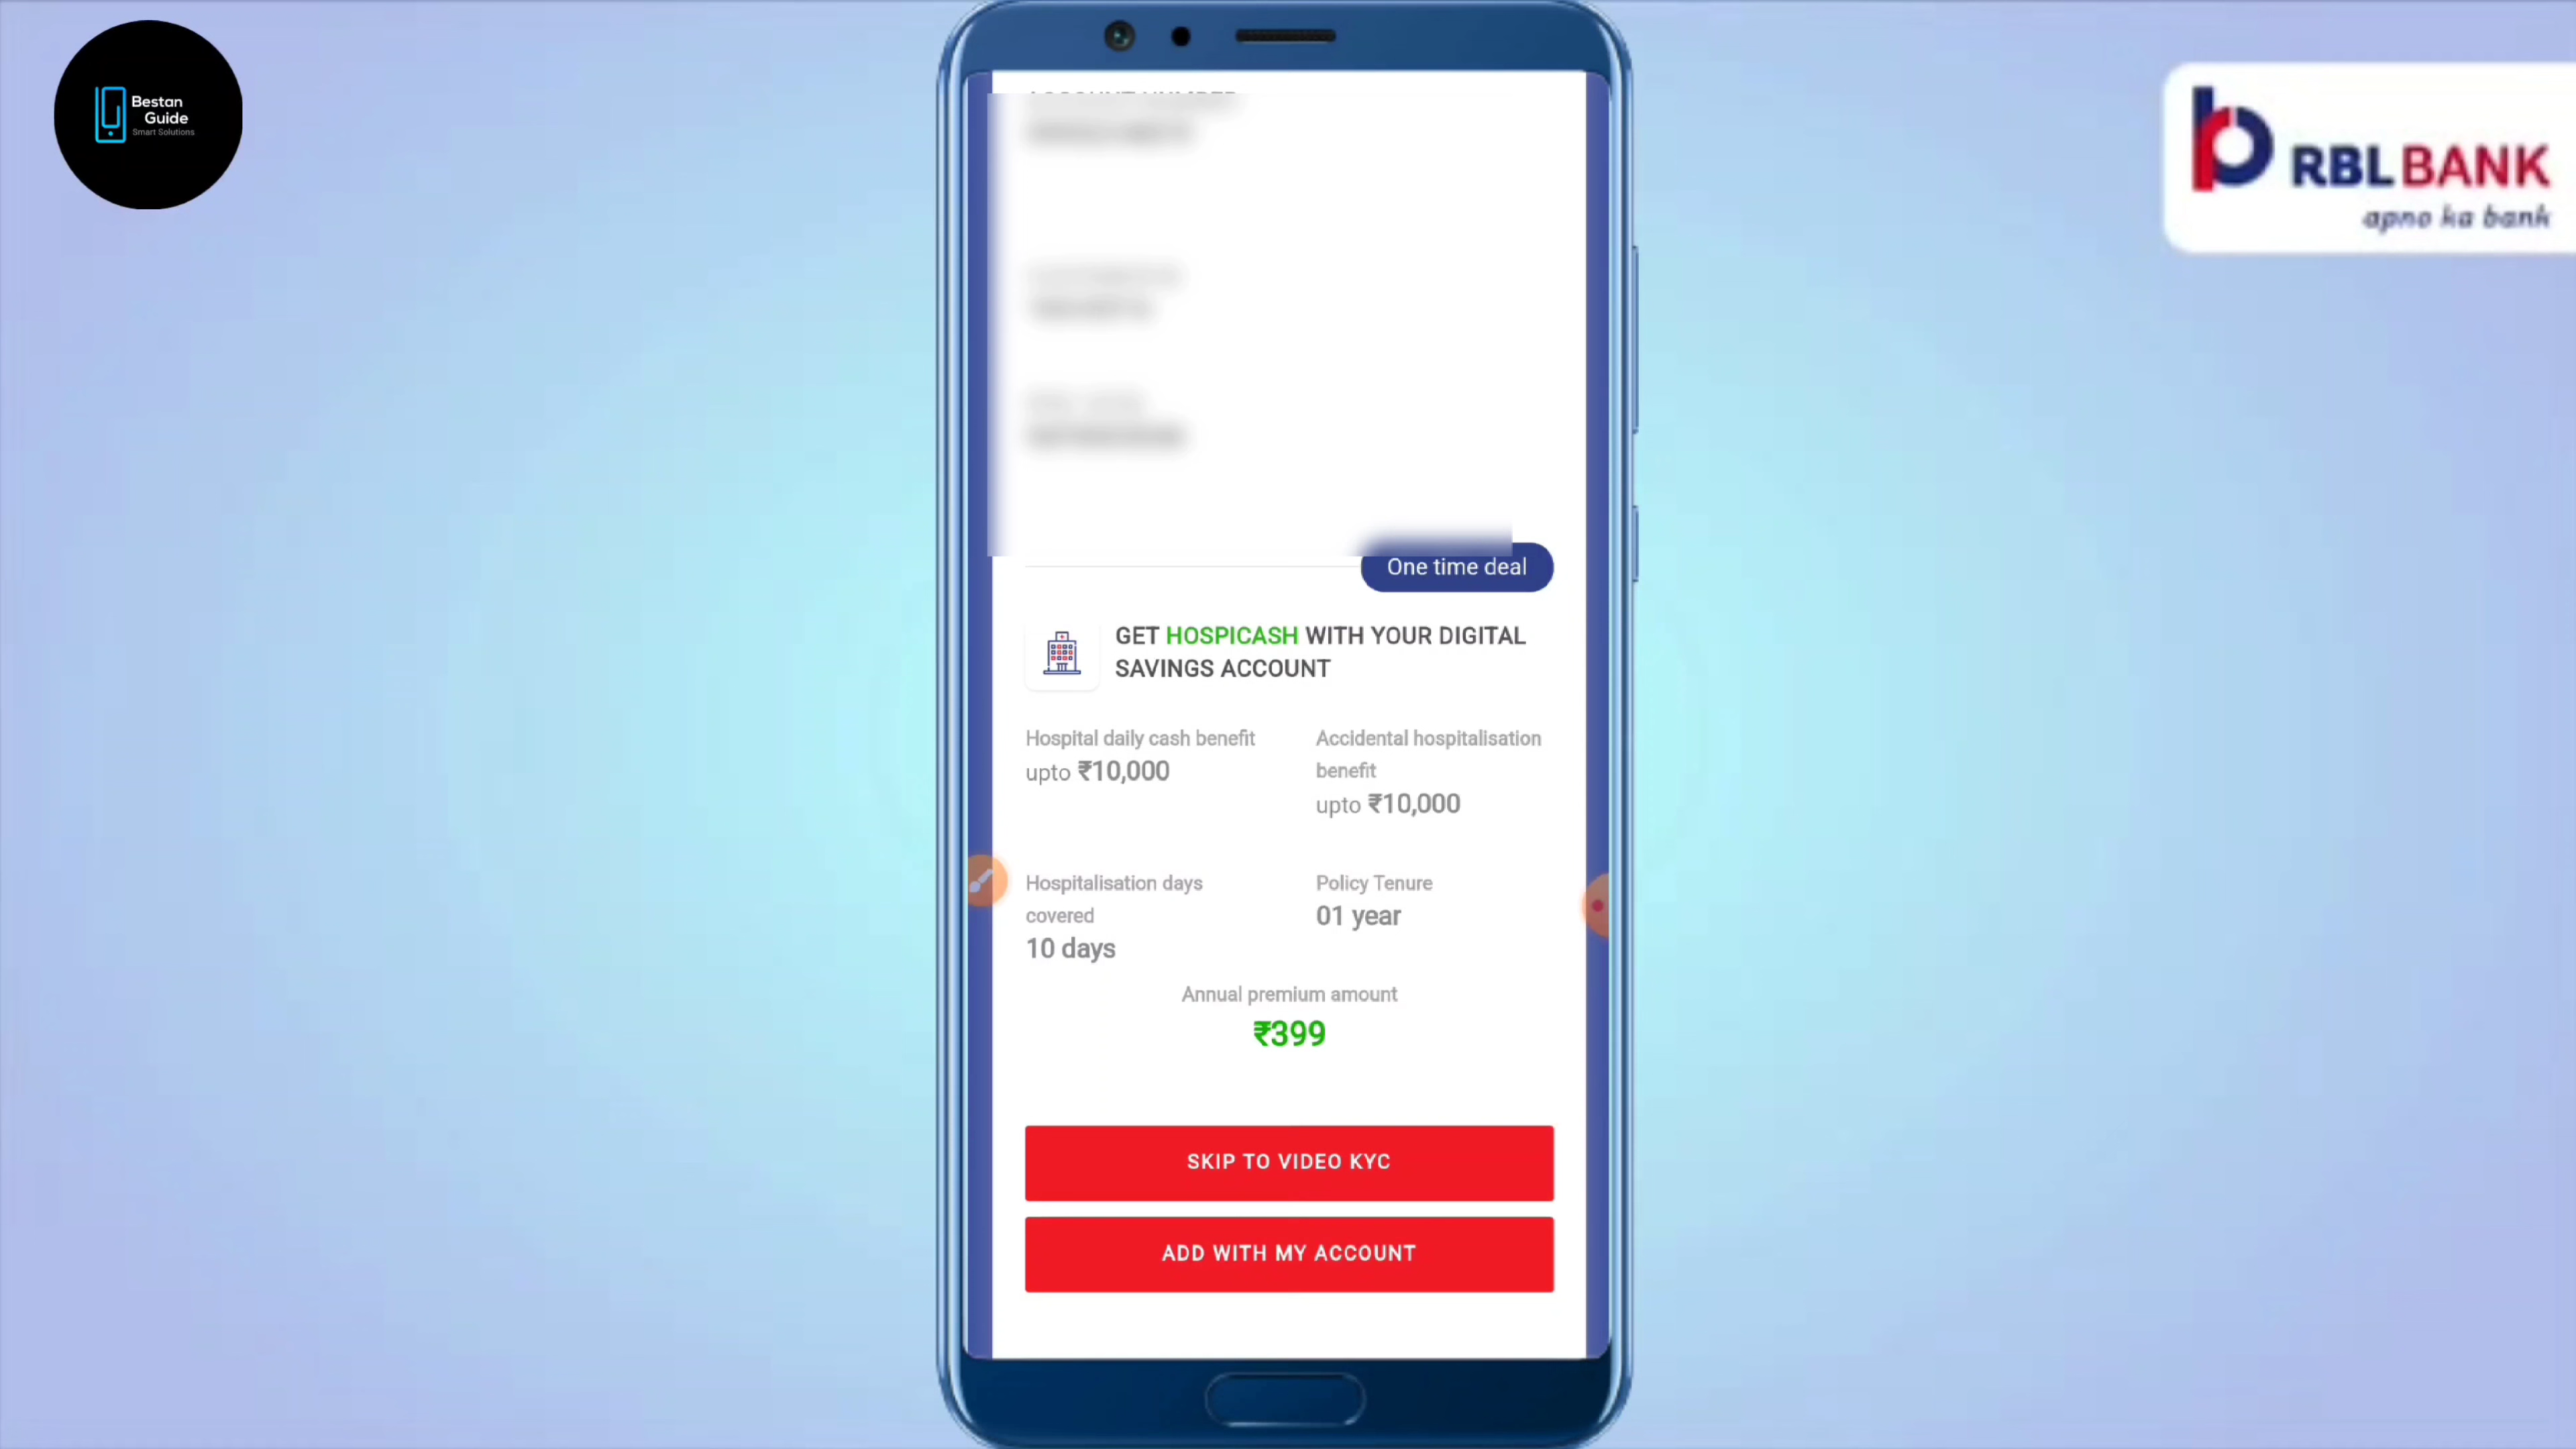 Bestan
Guide
Smart Solutions
RBL BANK
apno ka bank
One time deal
GET HOSPICASH WITH YOUR DIGITAL
SAVINGS ACCOUNT
Hospital daily cash benefit
upto ₹10,000
Accidental hospitalisation
benefit
upto ₹10,000
Hospitalisation days
covered
10 days
Policy Tenure
01 year
Annual premium amount
₹399
SKIP TO VIDEO KYC
ADD WITH MY ACCOUNT